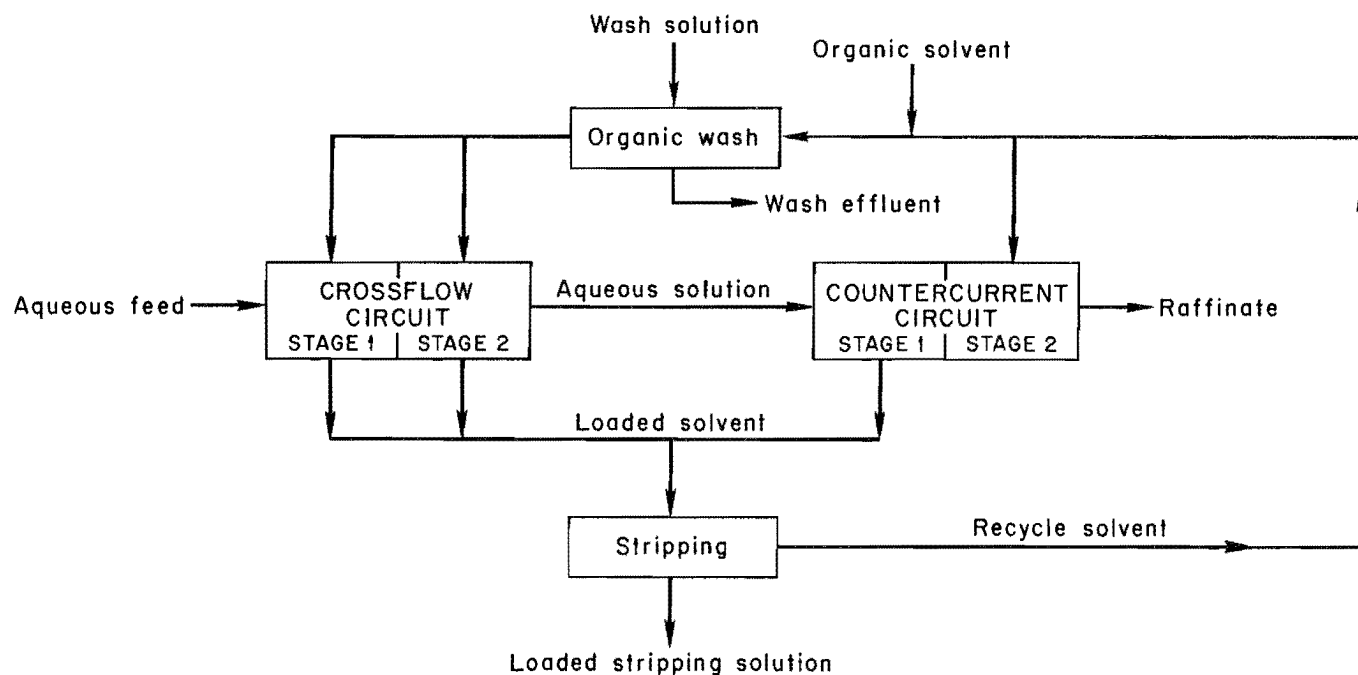 Wash solution
Organic solvent
Organic wash
Wash effluent
Aqueous feed
CROSSFLOW
CIRCUIT
STAGE 1 STAGE 2
Aqueous solution
COUNTERCURRENT
CIRCUIT
STAGE 1 STAGE 2
Raffinate
Loaded solvent
Stripping
Recycle solvent
Loaded stripping solution